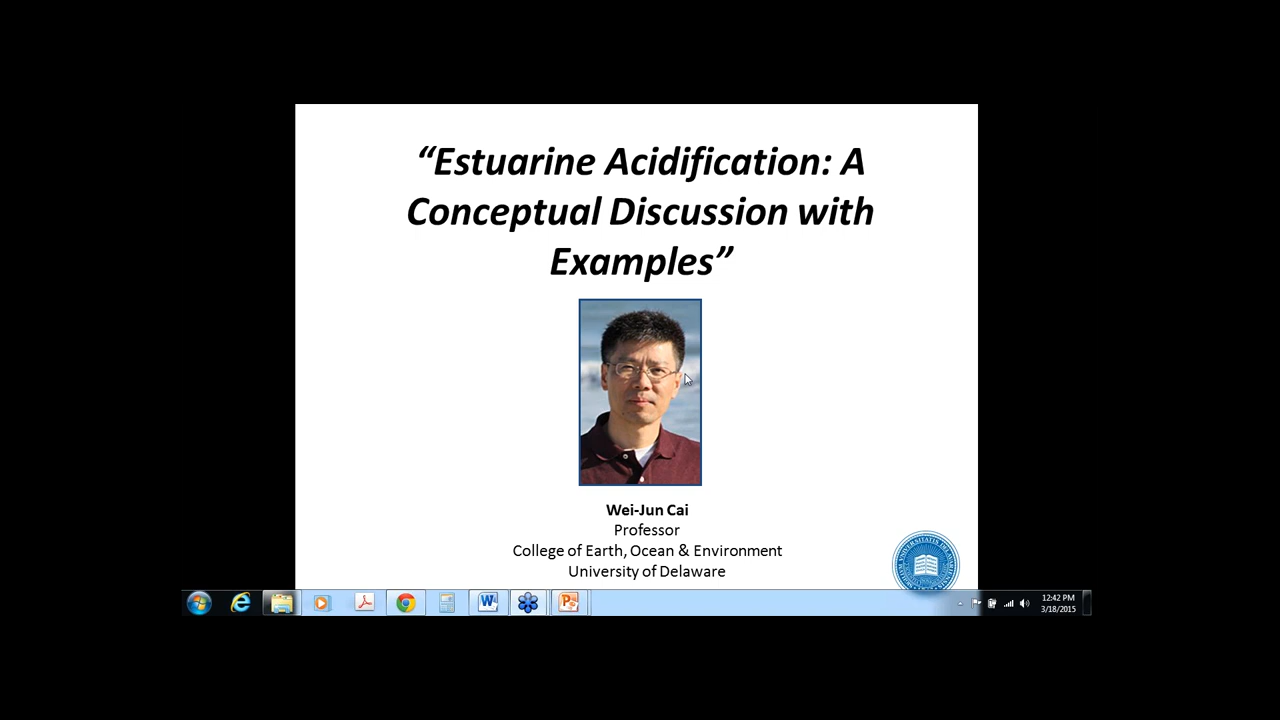 “Estuarine Acidification: A
Conceptual Discussion with
Examples”
Wei-Jun Cai
Professor
College of Earth, Ocean & Environment
University of Delaware
12:42 PM
3/18/2015